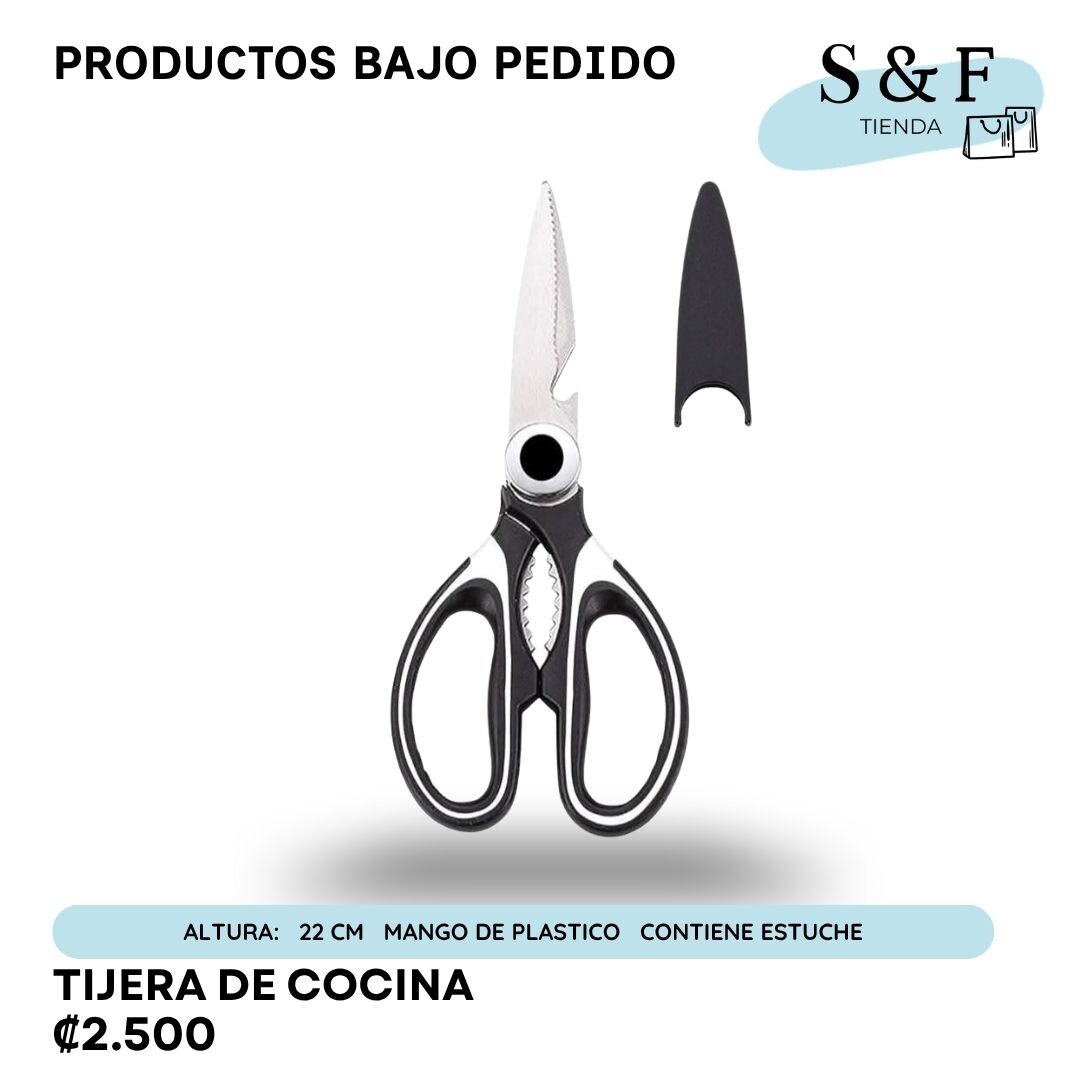 PRODUCTOS BAJO PEDIDO
S & F
TIENDA
ALTURA: 22 CM MANGO DE PLASTICO CONTIENE ESTUCHE
TIJERA DE COCINA
₡2.500